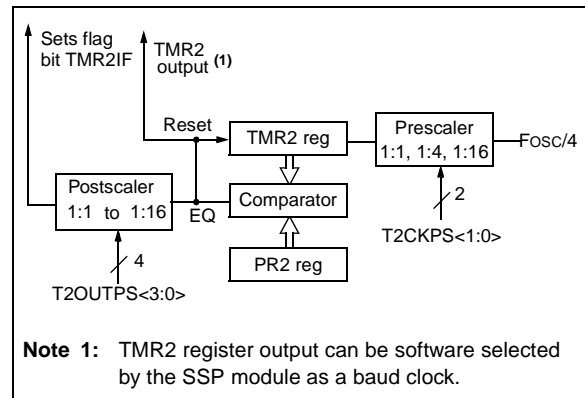 Sets flag
bit TMR2IF
TMR2
output (1)
Reset
TMR2 reg
Prescaler
1:1, 1:4, 1:16
FOSC/4
Postscaler
1:1 to 1:16
EQ
Comparator
2
T2CKPS<1:0>
4
PR2 reg
T2OUTPS<3:0>
Note 1: TMR2 register output can be software selected
by the SSP module as a baud clock.